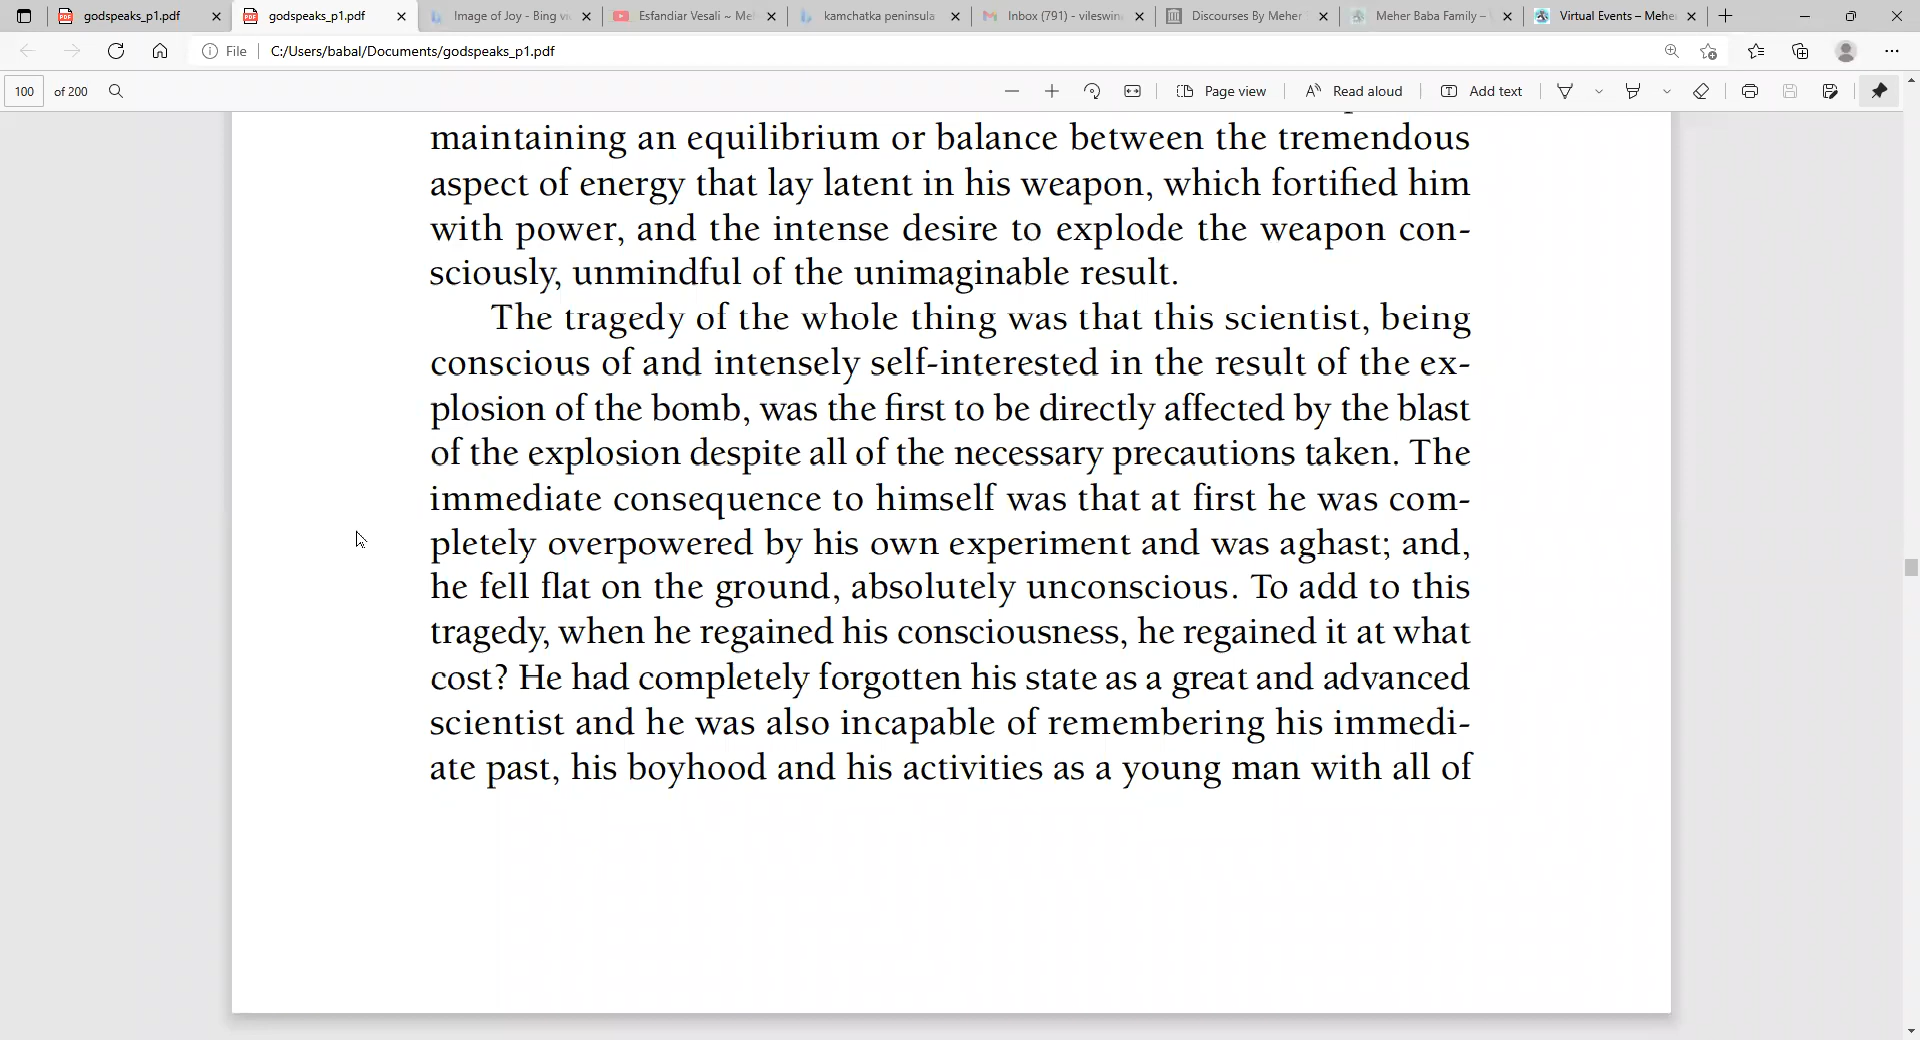 godspeaks_p1.pdf
godspeaks_p1.pdf
Image of Joy - Bing vi
Esfandiar Vesali ~ Me
kamchatka peninsula
Inbox (791) - vileswin
Discourses By Meher
Meher Baba Family –
Virtual Events – Mehe
File
C:/Users/babal/Documents/godspeaks_p1.pdf
100 of 200
Page view
Read aloud
Add text
maintaining an equilibrium or balance between the tremendous
aspect of energy that lay latent in his weapon, which fortified him
with power, and the intense desire to explode the weapon con-
sciously, unmindful of the unimaginable result.
The tragedy of the whole thing was that this scientist, being
conscious of and intensely self-interested in the result of the ex-
plosion of the bomb, was the first to be directly affected by the blast
of the explosion despite all of the necessary precautions taken. The
immediate consequence to himself was that at first he was com-
pletely overpowered by his own experiment and was aghast; and,
he fell flat on the ground, absolutely unconscious. To add to this
tragedy, when he regained his consciousness, he regained it at what
cost? He had completely forgotten his state as a great and advanced
scientist and he was also incapable of remembering his immedi-
ate past, his boyhood and his activities as a young man with all of